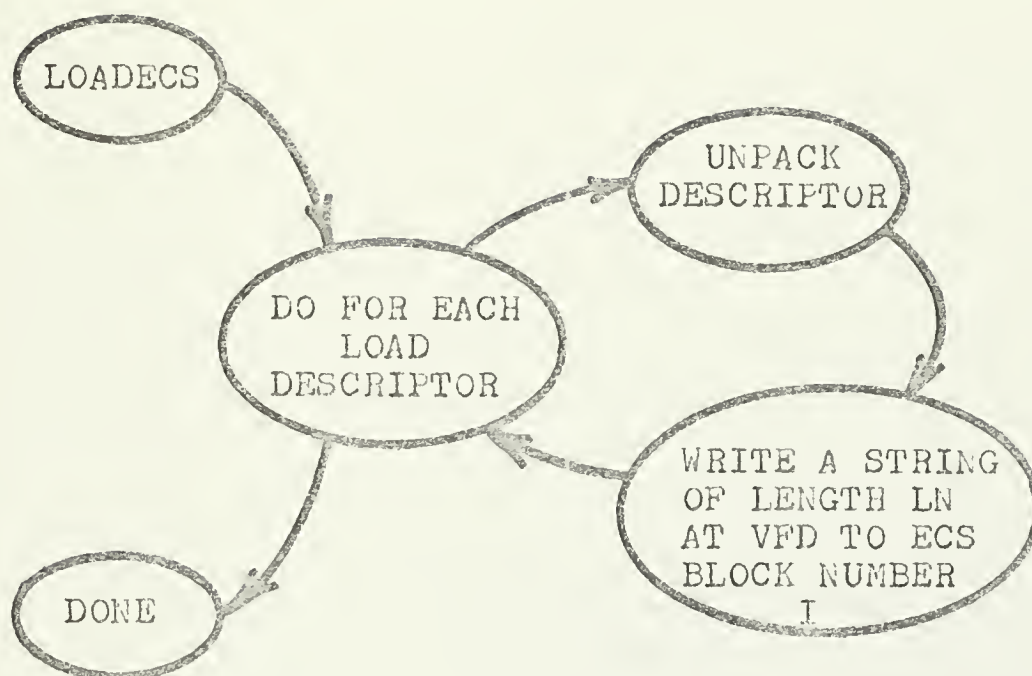 LOADECS
UNPACK
DESCRIPTOR
DO FOR EACH
LOAD
DESCRIPTOR
WRITE A STRING
OF LENGTH LN
AT VFD TO ECS
BLOCK NUMBER
I
DONE